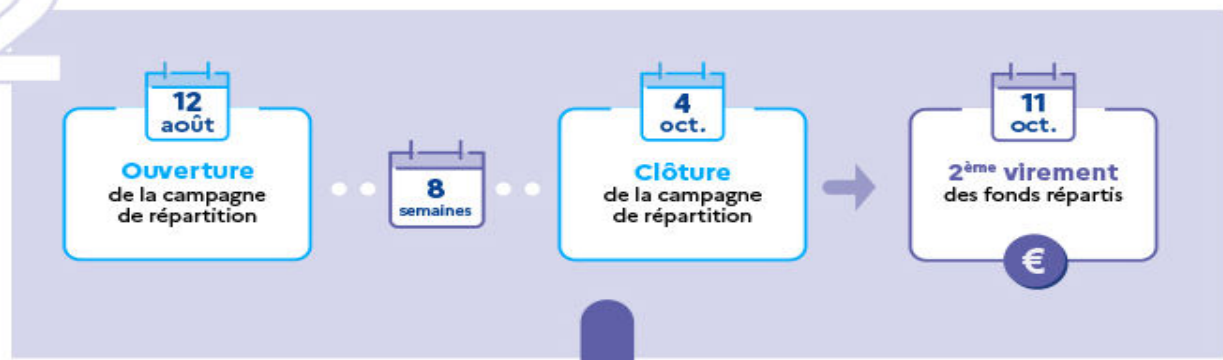 2
12
août
Ouverture
de la campagne
de répartition
8
semaines
4
oct.
Clôture
de la campagne
de répartition
11
oct.
2ème virement
des fonds répartis
€